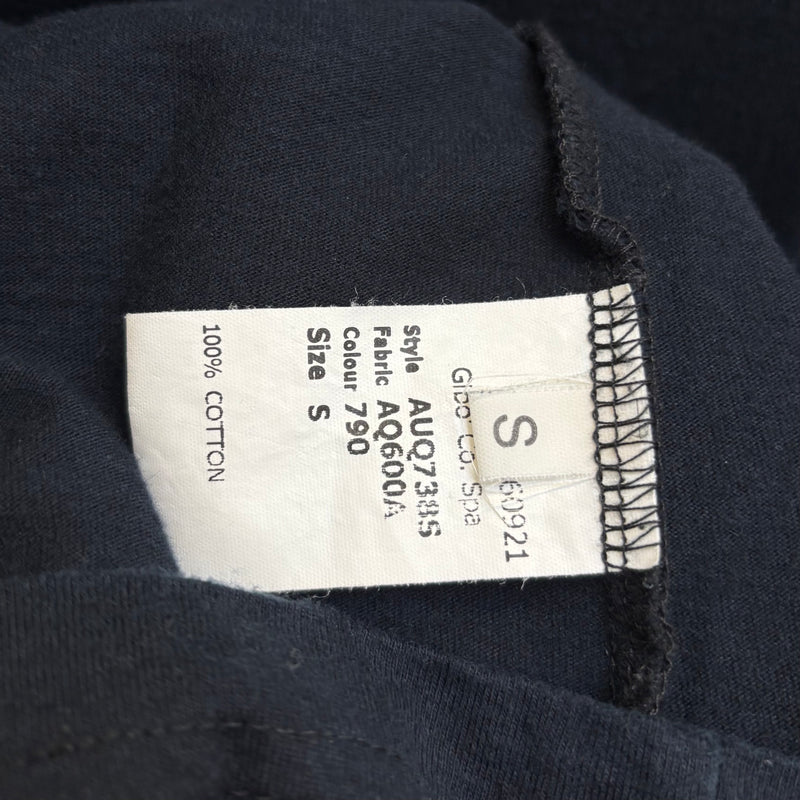 S
60921
Gibo' Co. Spa
Style AUQ738S
Fabric AQ600A
Colour 790
Size S
100% COTTON